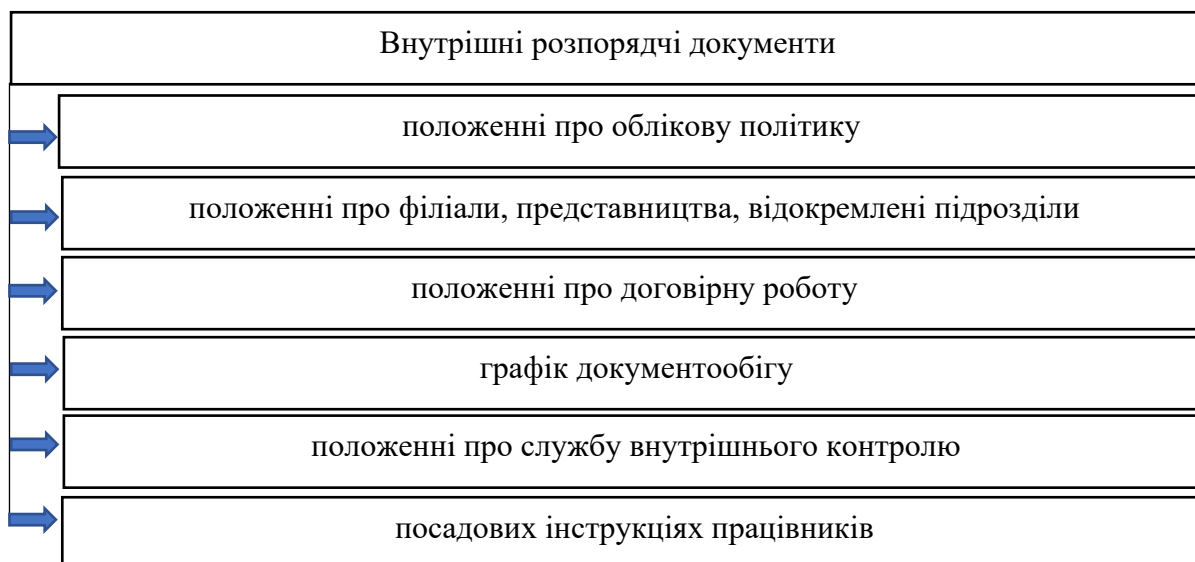 Внутрішні розпорядчі документи
положенні про облікову політику
положенні про філіали, представництва, відокремлені підрозділи
положенні про договірну роботу
графік документообігу
положенні про службу внутрішнього контролю
посадових інструкціях працівників